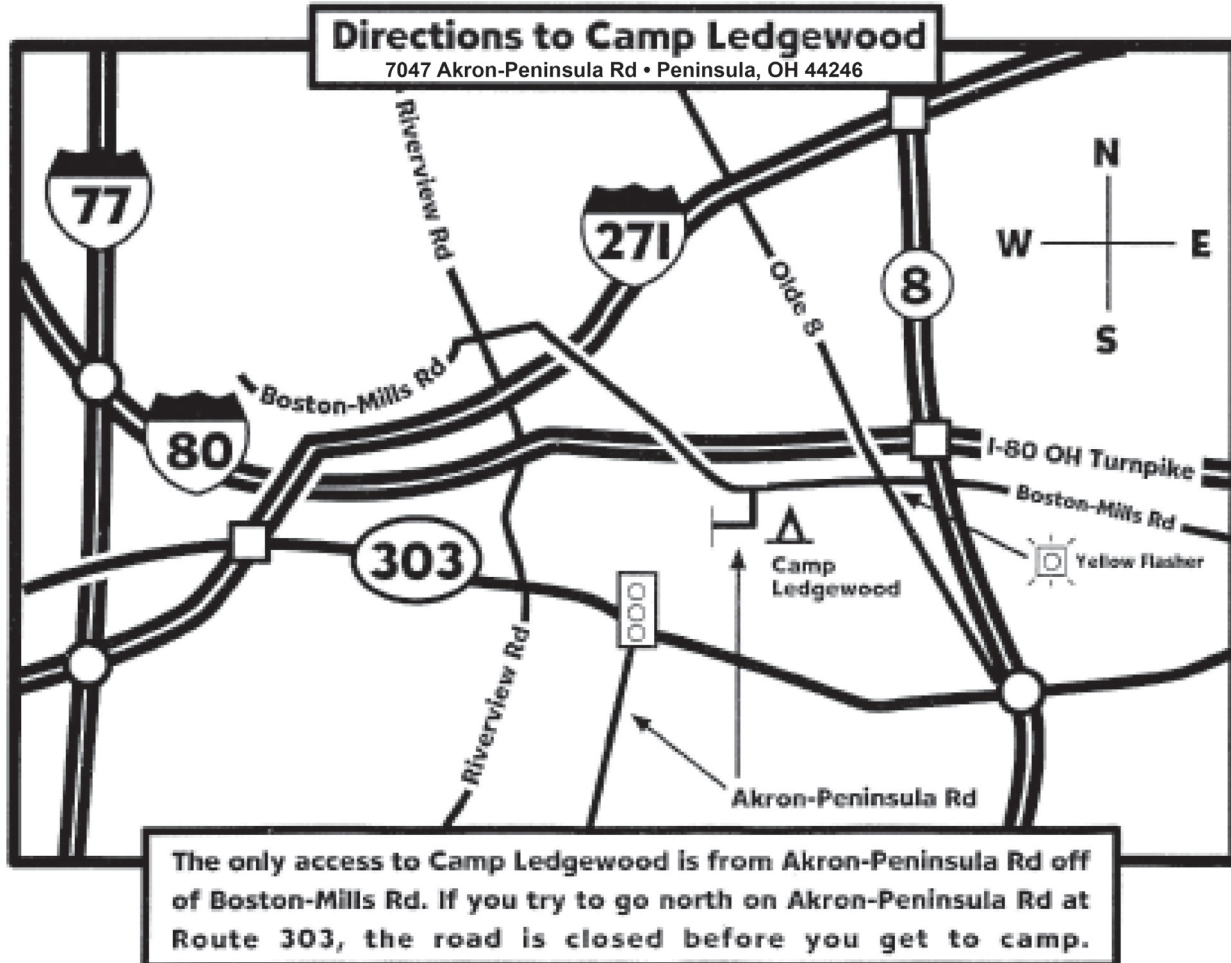 Directions to Camp Ledgewood
7047 Akron-Peninsula Rd • Peninsula, OH 44246
Riverview Rd
77
271
N
W E
S
Olde 8
8
Boston-Mills Rd
80
I-80 OH Turnpike
Boston-Mills Rd
303
Yellow Flasher
Camp
Ledgewood
Riverview Rd
Akron-Peninsula Rd
The only access to Camp Ledgewood is from Akron-Peninsula Rd off
of Boston-Mills Rd. If you try to go north on Akron-Peninsula Rd at
Route 303, the road is closed before you get to camp.